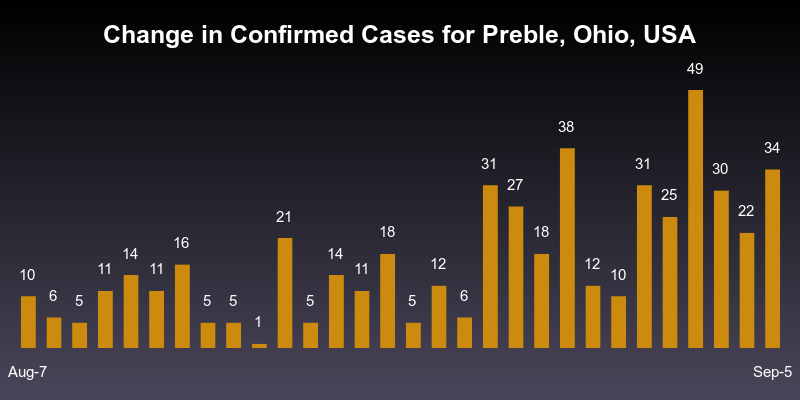 Change in Confirmed Cases for Preble, Ohio, USA
10 6 5 11 14 11 16 5 5 1 21 5 14 11 18 5 12 6 31 27 18 38 12 10 31 25 49 30 22 34
Aug-7 Sep-5